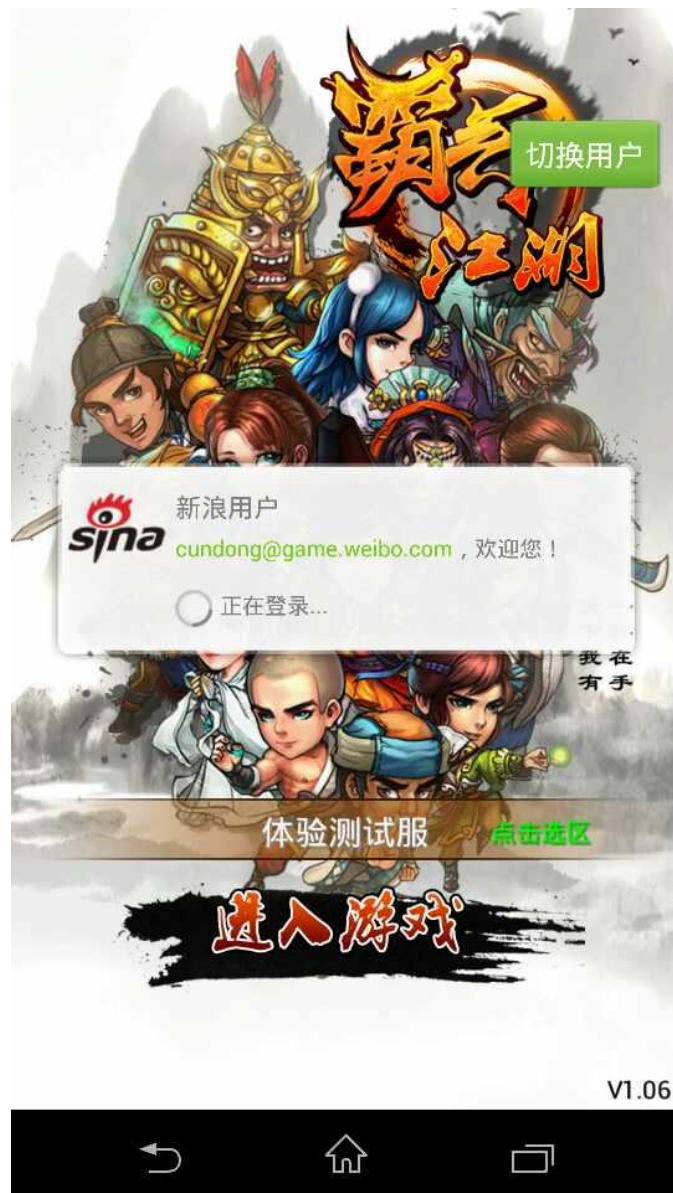 霸气
切换用户
江湖
sina
新浪用户
cundong@game.weibo.com，欢迎您！
正在登录...
我在
有手
体验测试服
点击选区
进入游戏
V1.06